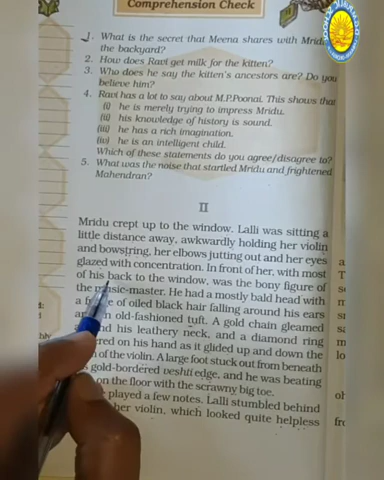 Comprehension Check
1. What is the secret that Meena shares with Mridu
the backyard?
2. How does Ravi get milk for the kitten?
3. Who does he say the kitten's ancestors are? Do you
believe him?
4. Ravi has a lot to say about M.P.Poonai. This shows that
(i) he is merely trying to impress Mridu.
(ii) his knowledge of history is sound.
(iii) he has a rich imagination.
(iv) he is an intelligent child.
Which of these statements do you agree/disagree to?
5. What was the noise that startled Mridu and frightened
Mahendran?
II
Mridu crept up to the window. Lalli was sitting a
little distance away, awkwardly holding her violin
and bowstring, her elbows jutting out and her eyes
glazed with concentration. In front of her, with most
of his back to the window, was the bony figure of
the music-master. He had a mostly bald head with
a of oiled black hair falling around his ears
an old-fashioned tuft. A gold chain gleamed
his leathery neck, and a diamond ring
on his hand as it glided up and down the
of the violin. A large foot stuck out from beneath
gold-bordered veshti edge, and he was beating
on the floor with the scrawny big toe.
played a few notes. Lalli stumbled behind
her violin, which looked quite helpless